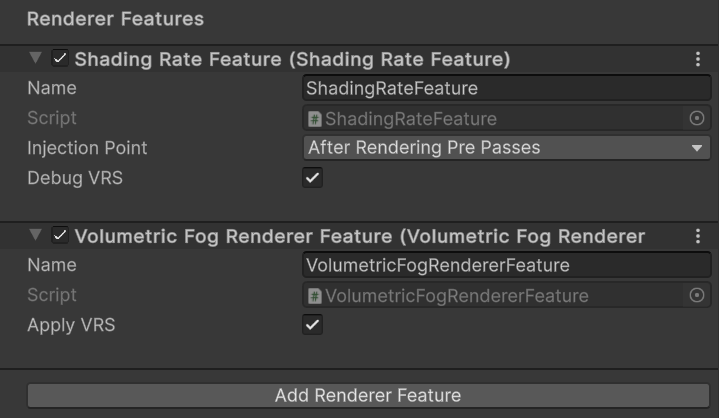 Renderer Features
Shading Rate Feature (Shading Rate Feature)
Name ShadingRateFeature
Script ShadingRateFeature
Injection Point After Rendering Pre Passes
Debug VRS
Volumetric Fog Renderer Feature (Volumetric Fog Renderer
Name VolumetricFogRendererFeature
Script VolumetricFogRendererFeature
Apply VRS
Add Renderer Feature